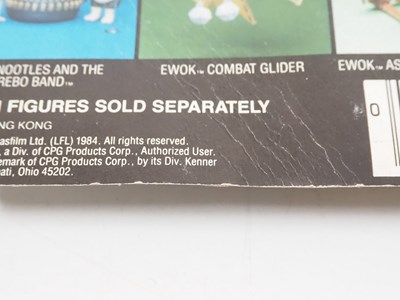 NOOTLES AND THE
REBO BAND™
EWOK™ COMBAT GLIDER
EWOK™ AS
FIGURES SOLD SEPARATELY
NG KONG
asfilm Ltd. (LFL) 1984. All rights reserved.
, a Div. of CPG Products Corp., Authorized User.
demark of CPG Products Corp., by its Div. Kenner
ati, Ohio 45202.
0